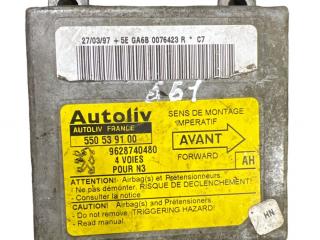 27/03/97 + 5E GA6B 0076423 R * C7
Autoliv
AUTOLIV FRANCE
550 53 91 00
9628740480
4 VOIES
POUR N3
SENS DE MONTAGE
IMPERATIF
AVANT
FORWARD
AH
ATTENTION! Airbag(s) et Prétensionneurs.
- Ne pas démonter. RISQUE DE DECLENCHEMENT!
- Consulter la notice
CAUTION! Airbag(s) and Pretensioners.
- Do not remove. TRIGGERING HAZARD!
- Read manual.
HN